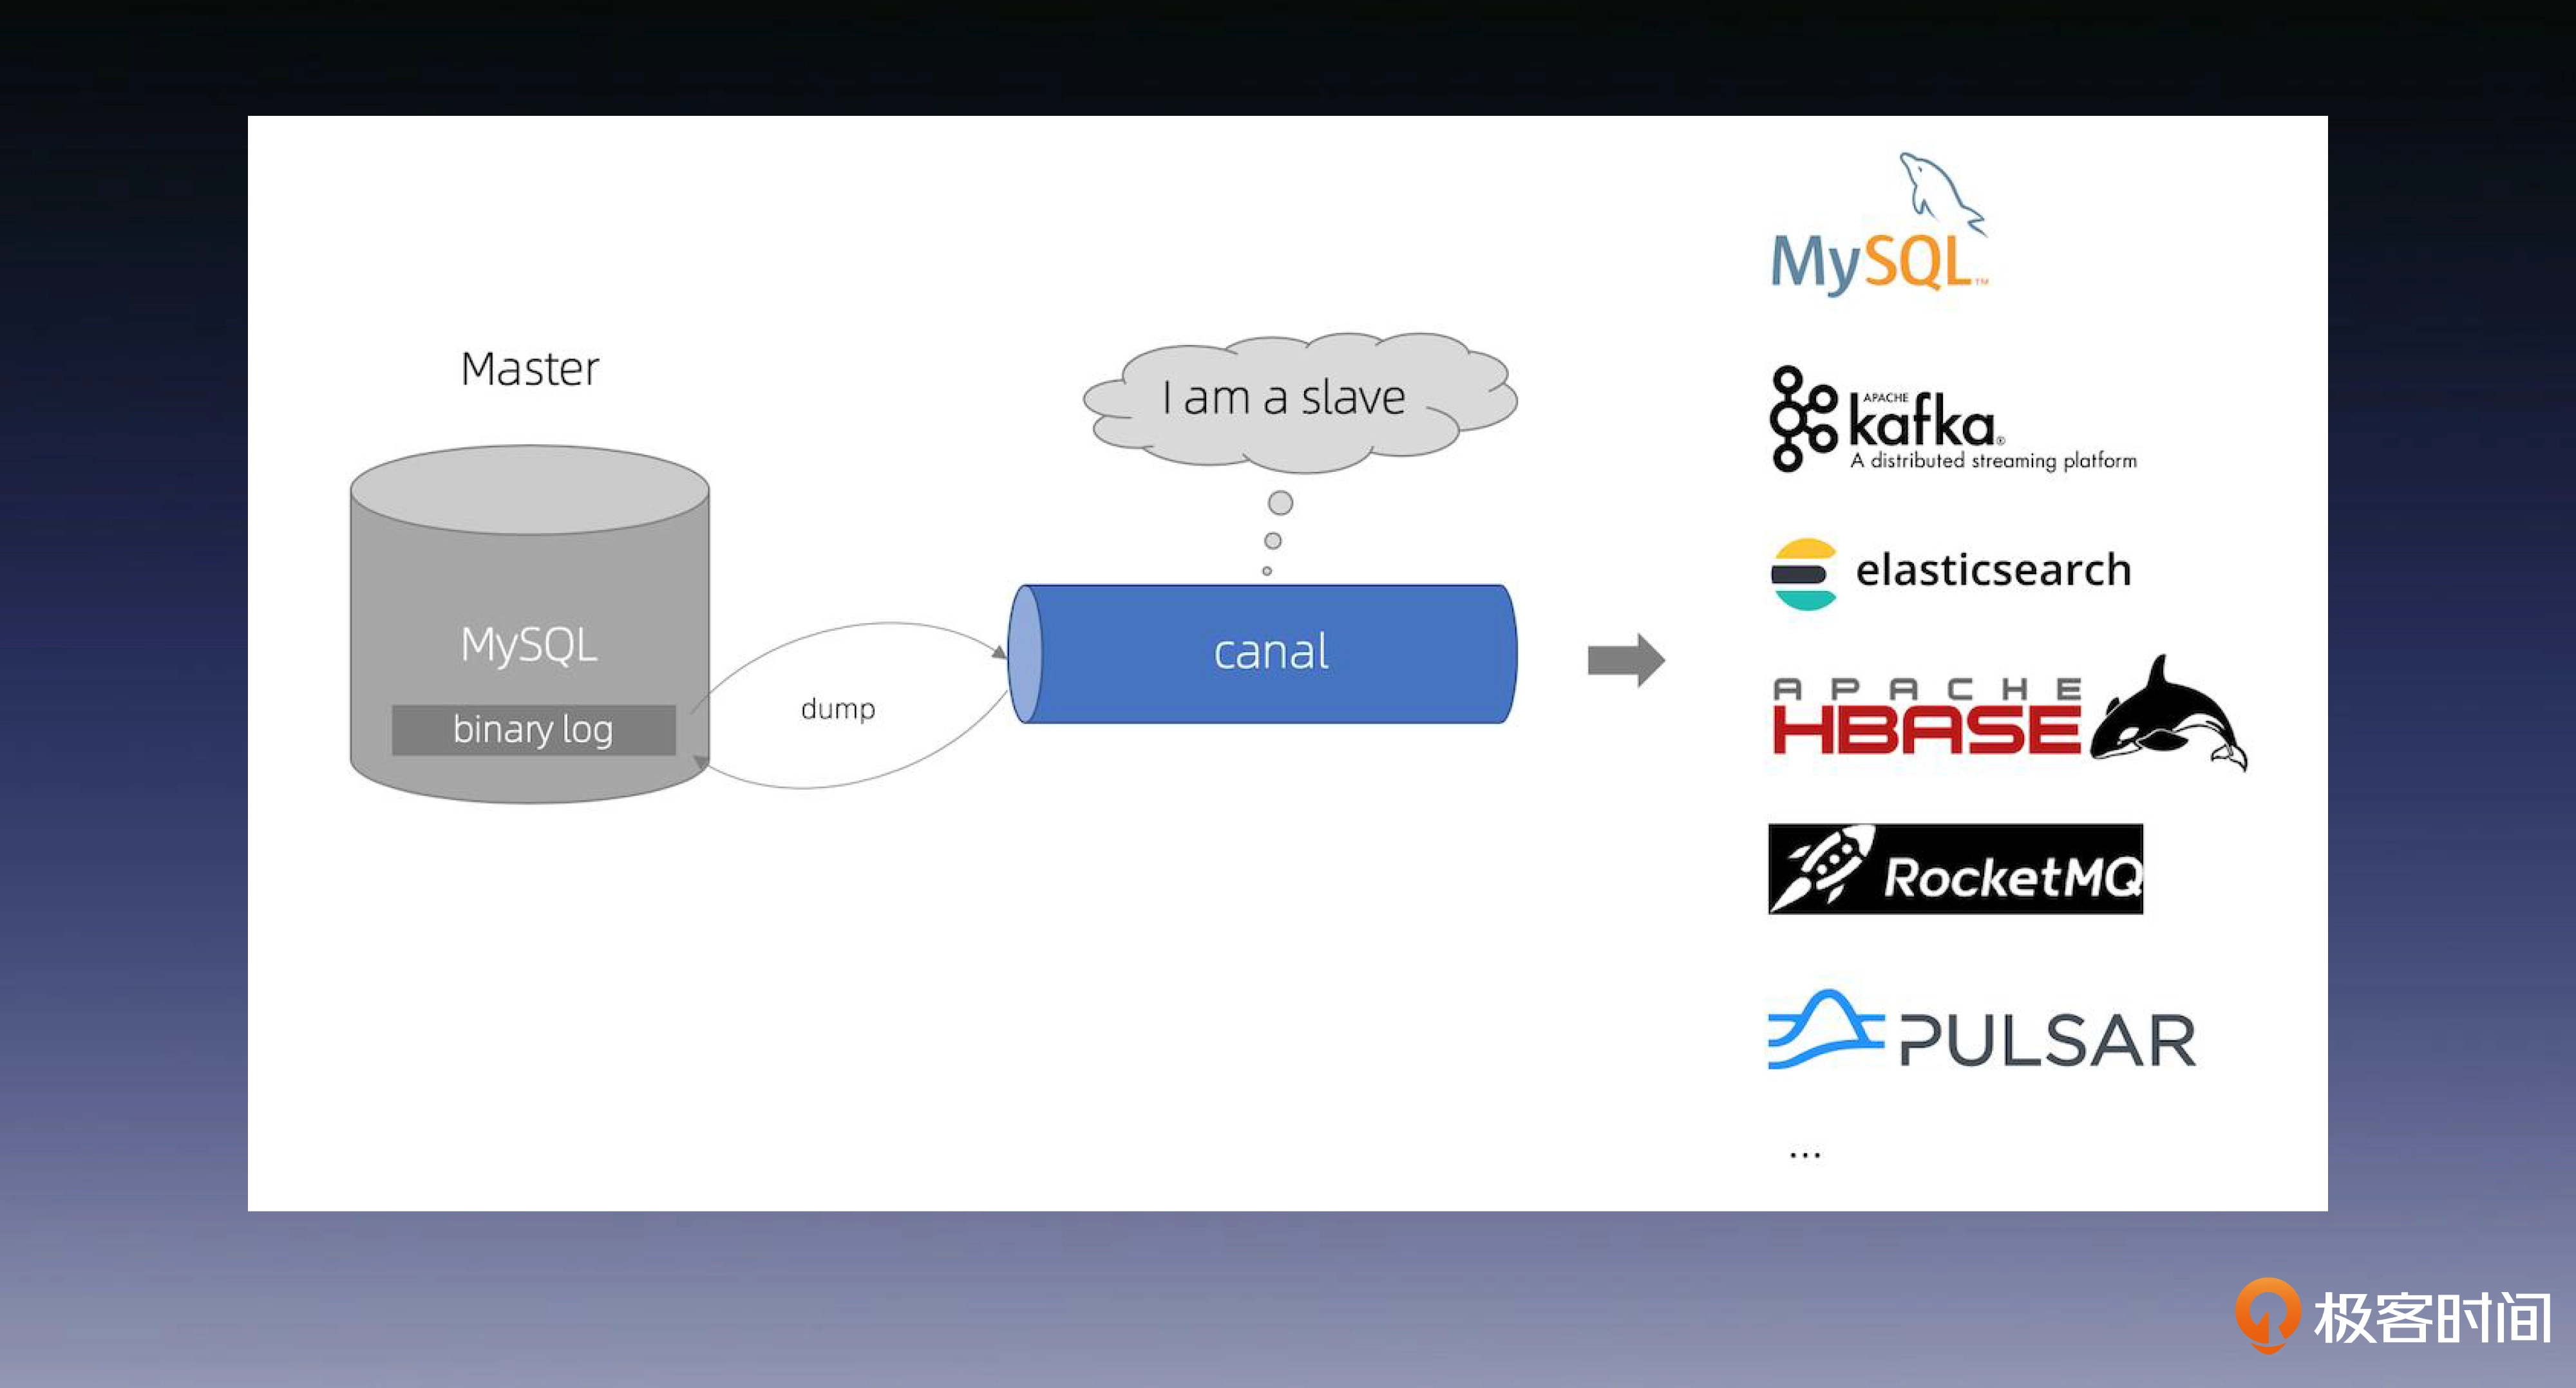 Master
MySQL
binary log
dump
I am a slave
canal
MySQL™
APACHE
kafka®
A distributed streaming platform
elasticsearch
APACHE
HBASE
RocketMQ
PULSAR
...
极客时间